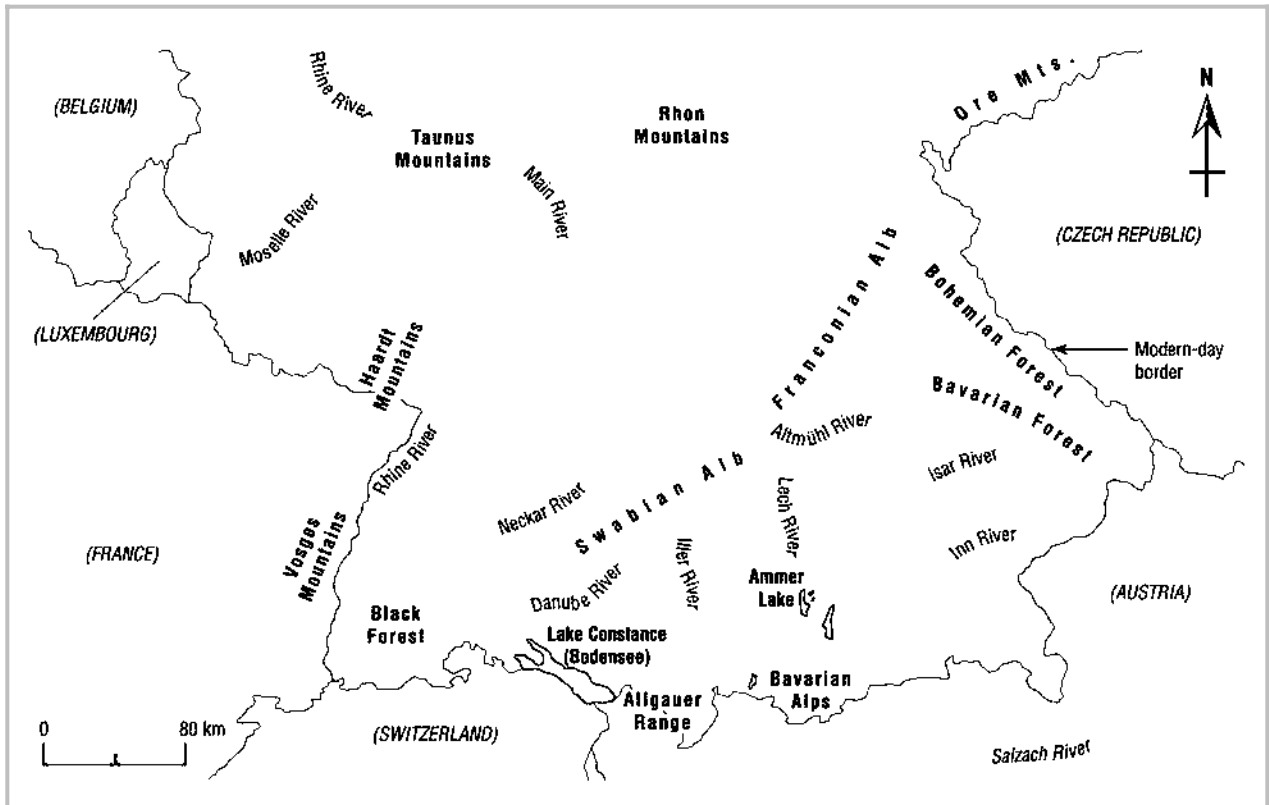 Rhine River
Ore Mts.
N
(BELGIUM)
Taunus
Mountains
Rhon
Mountains
Main River
Moselle River
(CZECH REPUBLIC)
Franconian Alb
Bohemian Forest
(LUXEMBOURG)
Haardt
Mountains
Modern-day
border
Bavarian Forest
Altmühl River
Rhine River
Isar River
Swabian Alb
Lech River
Neckar River
Vosges
Mountains
(FRANCE)
Inn River
Iller River
Ammer
Lake
Danube River
(AUSTRIA)
Black
Forest
Lake Constance
(Bodensee)
Bavarian
Alps
Allgauer
Range
0 80 km
(SWITZERLAND)
Salzach River